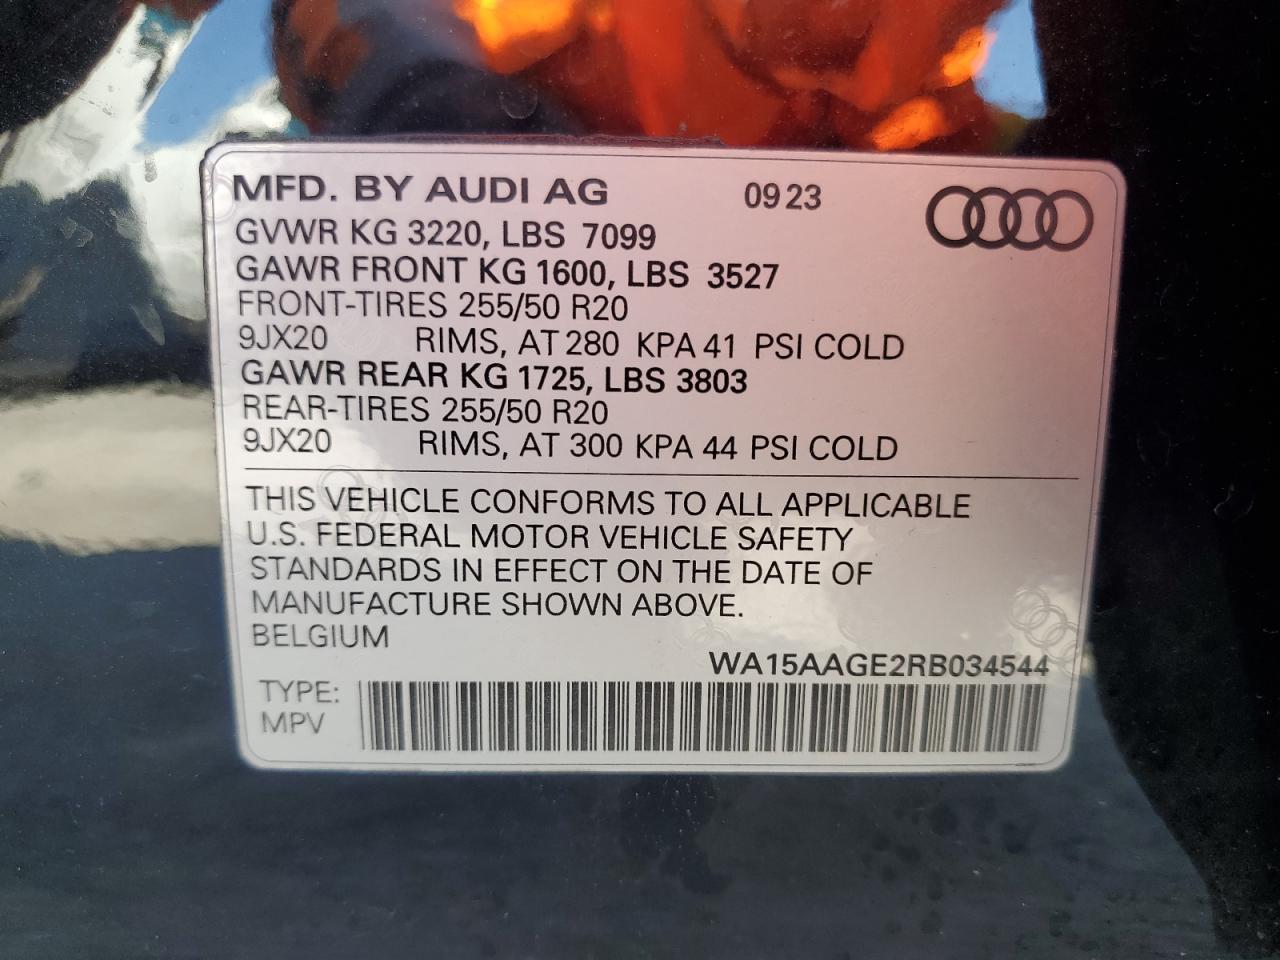 MFD. BY AUDI AG 09 23
GVWR KG 3220, LBS 7099
GAWR FRONT KG 1600, LBS 3527
FRONT-TIRES 255/50 R20
9JX20 RIMS, AT 280 KPA 41 PSI COLD
GAWR REAR KG 1725, LBS 3803
REAR-TIRES 255/50 R20
9JX20 RIMS, AT 300 KPA 44 PSI COLD
THIS VEHICLE CONFORMS TO ALL APPLICABLE
U.S. FEDERAL MOTOR VEHICLE SAFETY
STANDARDS IN EFFECT ON THE DATE OF
MANUFACTURE SHOWN ABOVE.
BELGIUM
WA15AAGE2RB034544
TYPE:
MPV